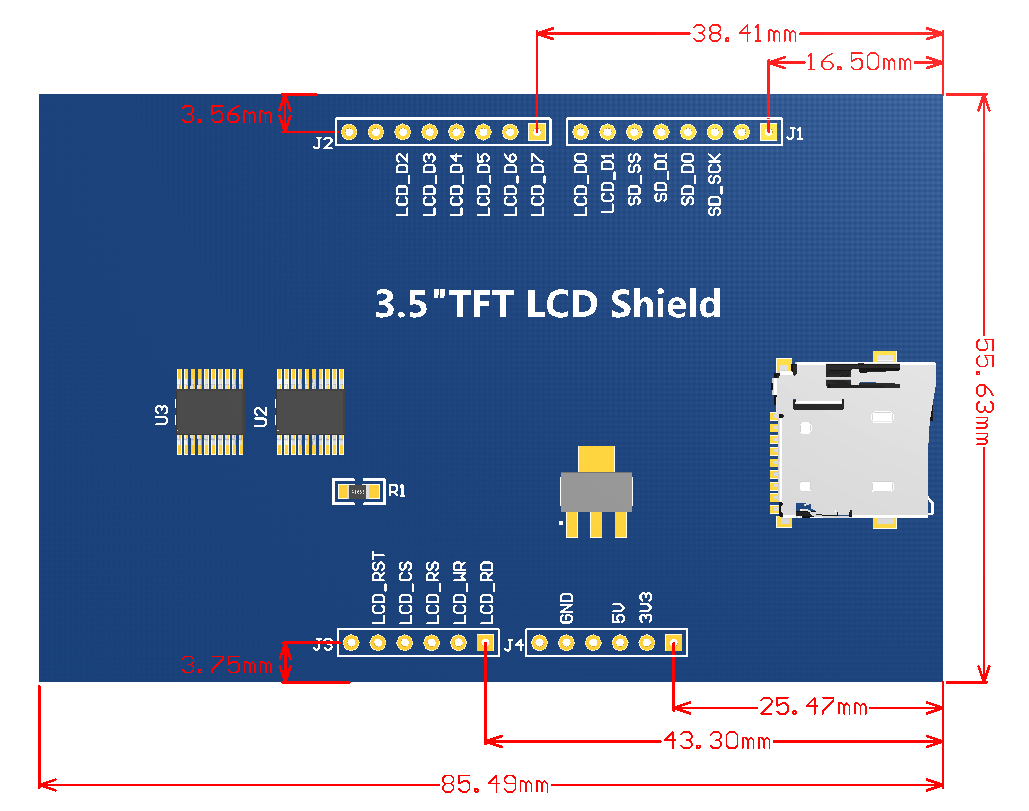 38.41mm
16.50mm
3.56mm
J2
J1
LCD_D2
LCD_D3
LCD_D4
LCD_D5
LCD_D6
LCD_D7
LCD_D0
LCD_D1
SD_SS
SD_DI
SD_DO
SD_SCK
3.5"TFT LCD Shield
55.63mm
U3
U2
R1
LCD_RST
LCD_CS
LCD_RS
LCD_WR
LCD_RD
GND
5V
3V3
J3
J4
3.75mm
25.47mm
43.30mm
85.49mm